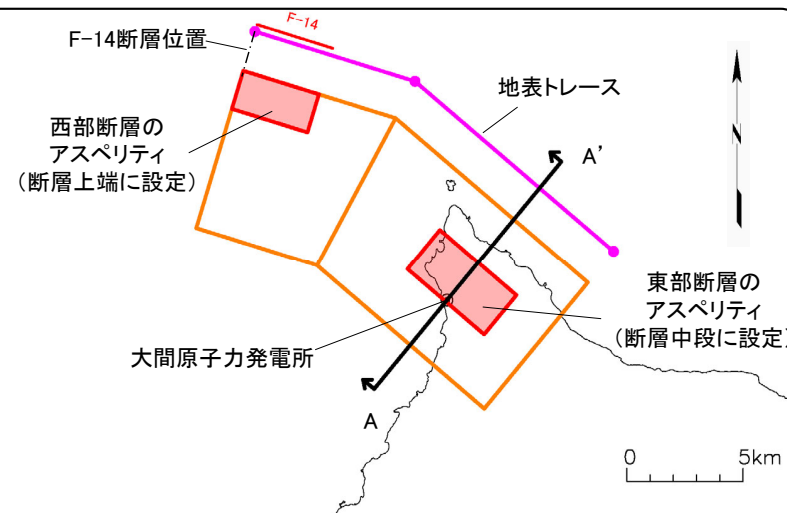 F-14
F-14断層位置
地表トレース
N
西部断層の
アスペリティ
（断層上端に設定）
A’
東部断層の
アスペリティ
（断層中段に設定）
大間原子力発電所
A
0 5km